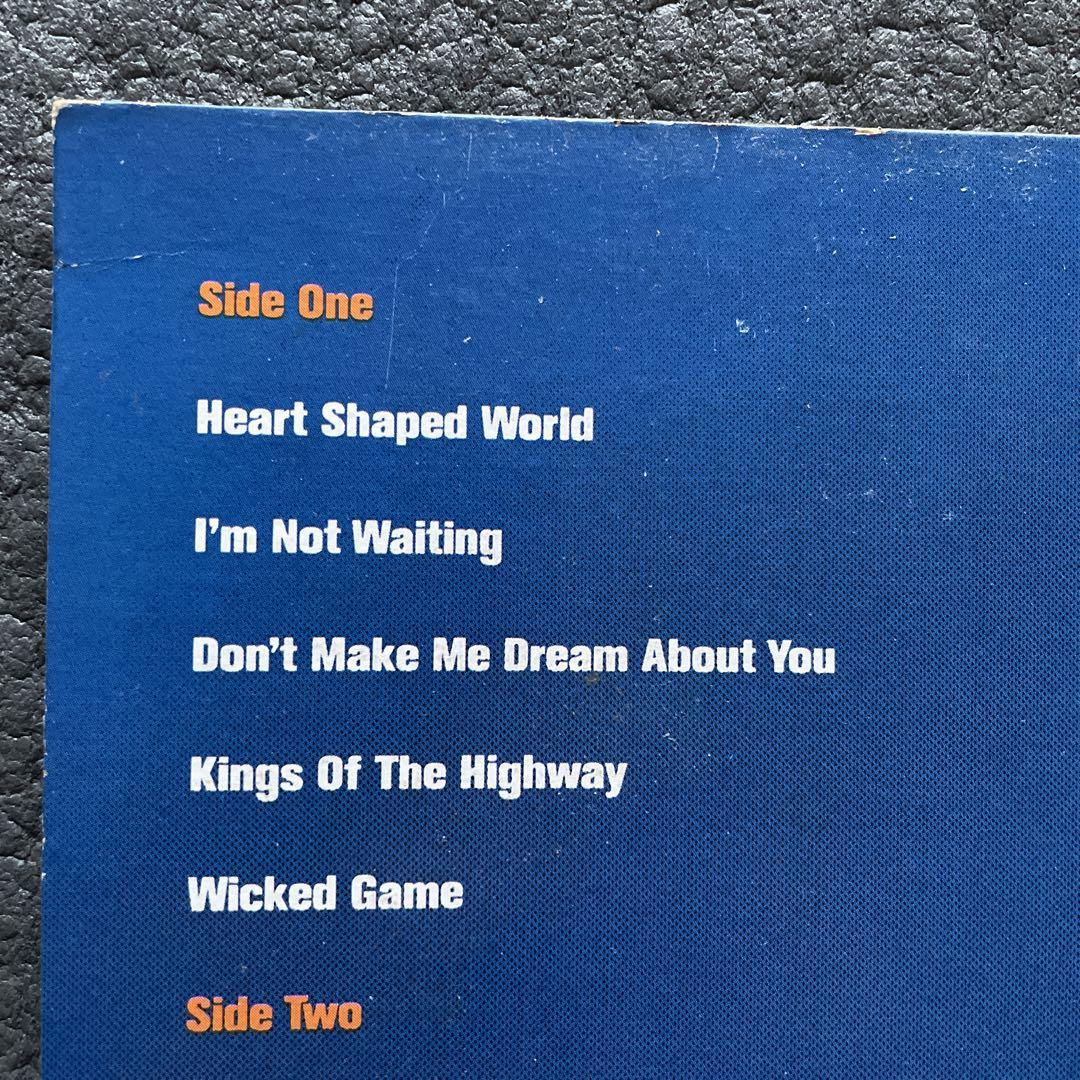 Side One
Heart Shaped World
I'm Not Waiting
Don't Make Me Dream About You
Kings Of The Highway
Wicked Game
Side Two